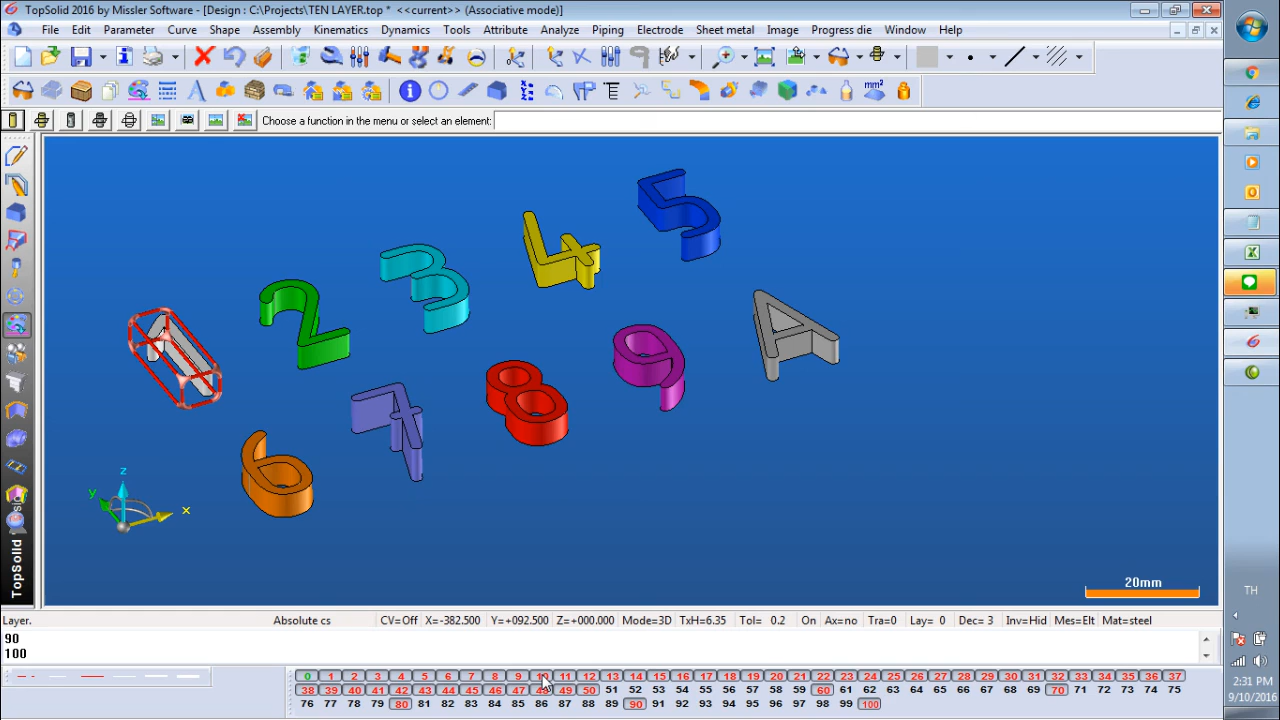 TopSolid 2016 by Missler Software - [Design : C:\Projects\TEN LAYER.top * <<current>> (Associative mode)]
File Edit Parameter Curve Shape Assembly Kinematics Dynamics Tools Attribute Analyze Piping Electrode Sheet metal Image Progress die Window Help
mm²
Choose a function in the menu or select an element:
5
4
3
2
A
9
8
7
6
z
y
x
20mm
TopSolid
TH
Layer. Absolute cs CV=Off X=-382.500 Y=+092.500 Z=+000.000 Mode=3D TxH=6.35 Tol= 0.2 On Ax=no Tra=0 Lay= 0 Dec= 3 Inv=Hid Mes=Elt Mat=steel
90
100
0 1 2 3 4 5 6 7 8 9 10 11 12 13 14 15 16 17 18 19 20 21 22 23 24 25 26 27 28 29 30 31 32 33 34 35 36 37
38 39 40 41 42 43 44 45 46 47 48 49 50 51 52 53 54 55 56 57 58 59 60 61 62 63 64 65 66 67 68 69 70 71 72 73 74 75
76 77 78 79 80 81 82 83 84 85 86 87 88 89 90 91 92 93 94 95 96 97 98 99 100
2:31 PM
9/10/2016